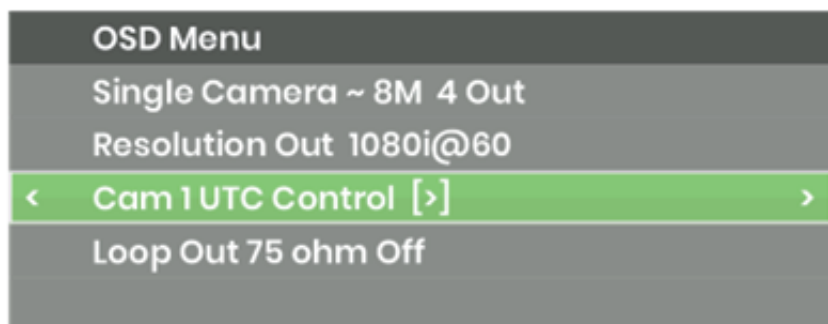 OSD Menu
Single Camera ~ 8M 4 Out
Resolution Out 1080i@60
< Cam 1 UTC Control [>] >
Loop Out 75 ohm Off